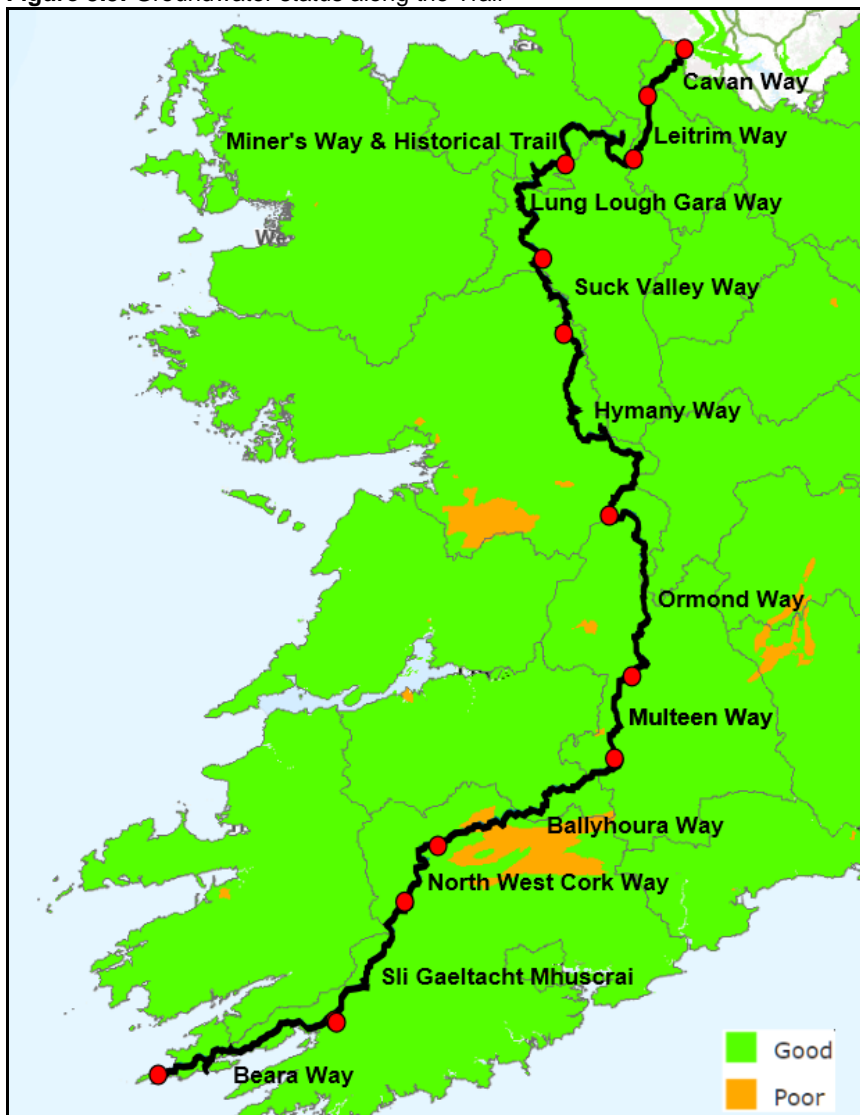 Cavan Way
Miner's Way & Historical Trail
Leitrim Way
Lung Lough Gara Way
We
Suck Valley Way
Hymany Way
Ormond Way
Multeen Way
Ballyhoura Way
North West Cork Way
Sli Gaeltacht Mhuscrai
Beara Way
Good
Poor